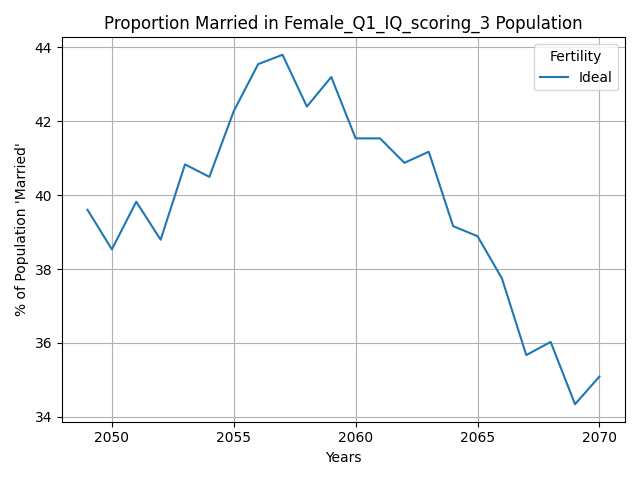 Proportion Married in Female_Q1_IQ_scoring_3 Population
Fertility
Ideal
% of Population 'Married'
44
42
40
38
36
34
2050
2055
2060
2065
2070
Years